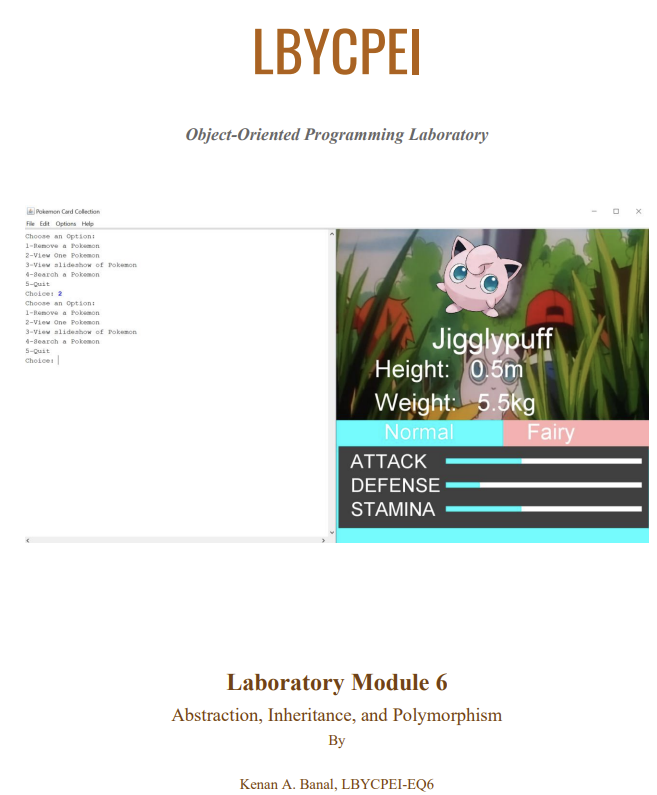 LBYCPEI
Object-Oriented Programming Laboratory
Pokemon Card Collection
File Edit Options Help
Choose an Option:
1-Remove a Pokemon
2-View One Pokemon
3-View slideshow of Pokemon
4-Search a Pokemon
5-Quit
Choice: 2
Choose an Option:
1-Remove a Pokemon
2-View One Pokemon
3-View slideshow of Pokemon
4-Search a Pokemon
5-Quit
Choice:
Jigglypuff
Height: 0.5m
Weight: 5.5kg
Normal Fairy
ATTACK
DEFENSE
STAMINA
Laboratory Module 6
Abstraction, Inheritance, and Polymorphism
By
Kenan A. Banal, LBYCPEI-EQ6